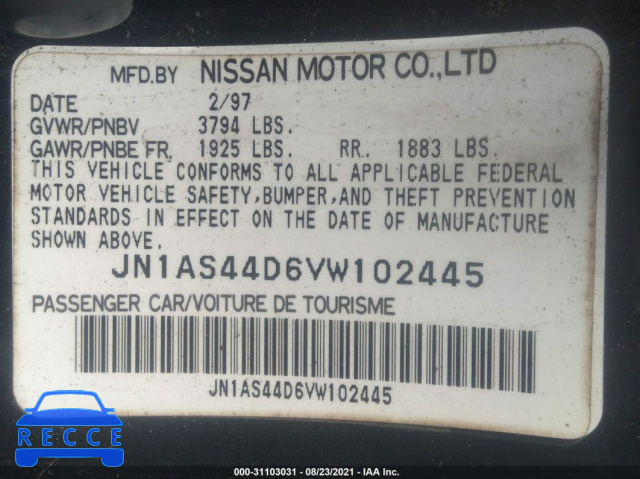 MFD.BY NISSAN MOTOR CO.,LTD
DATE 2/97
GVWR/PNBV 3794 LBS.
GAWR/PNBE FR. 1925 LBS. RR. 1883 LBS.
THIS VEHICLE CONFORMS TO ALL APPLICABLE FEDERAL
MOTOR VEHICLE SAFETY,BUMPER,AND THEFT PREVENTION
STANDARDS IN EFFECT ON THE DATE OF MANUFACTURE
SHOWN ABOVE.
JN1AS44D6VW102445
PASSENGER CAR/VOITURE DE TOURISME
JN1AS44D6VW102445
RECARCE
000-31103031 - 08/23/2021 - IAA Inc.